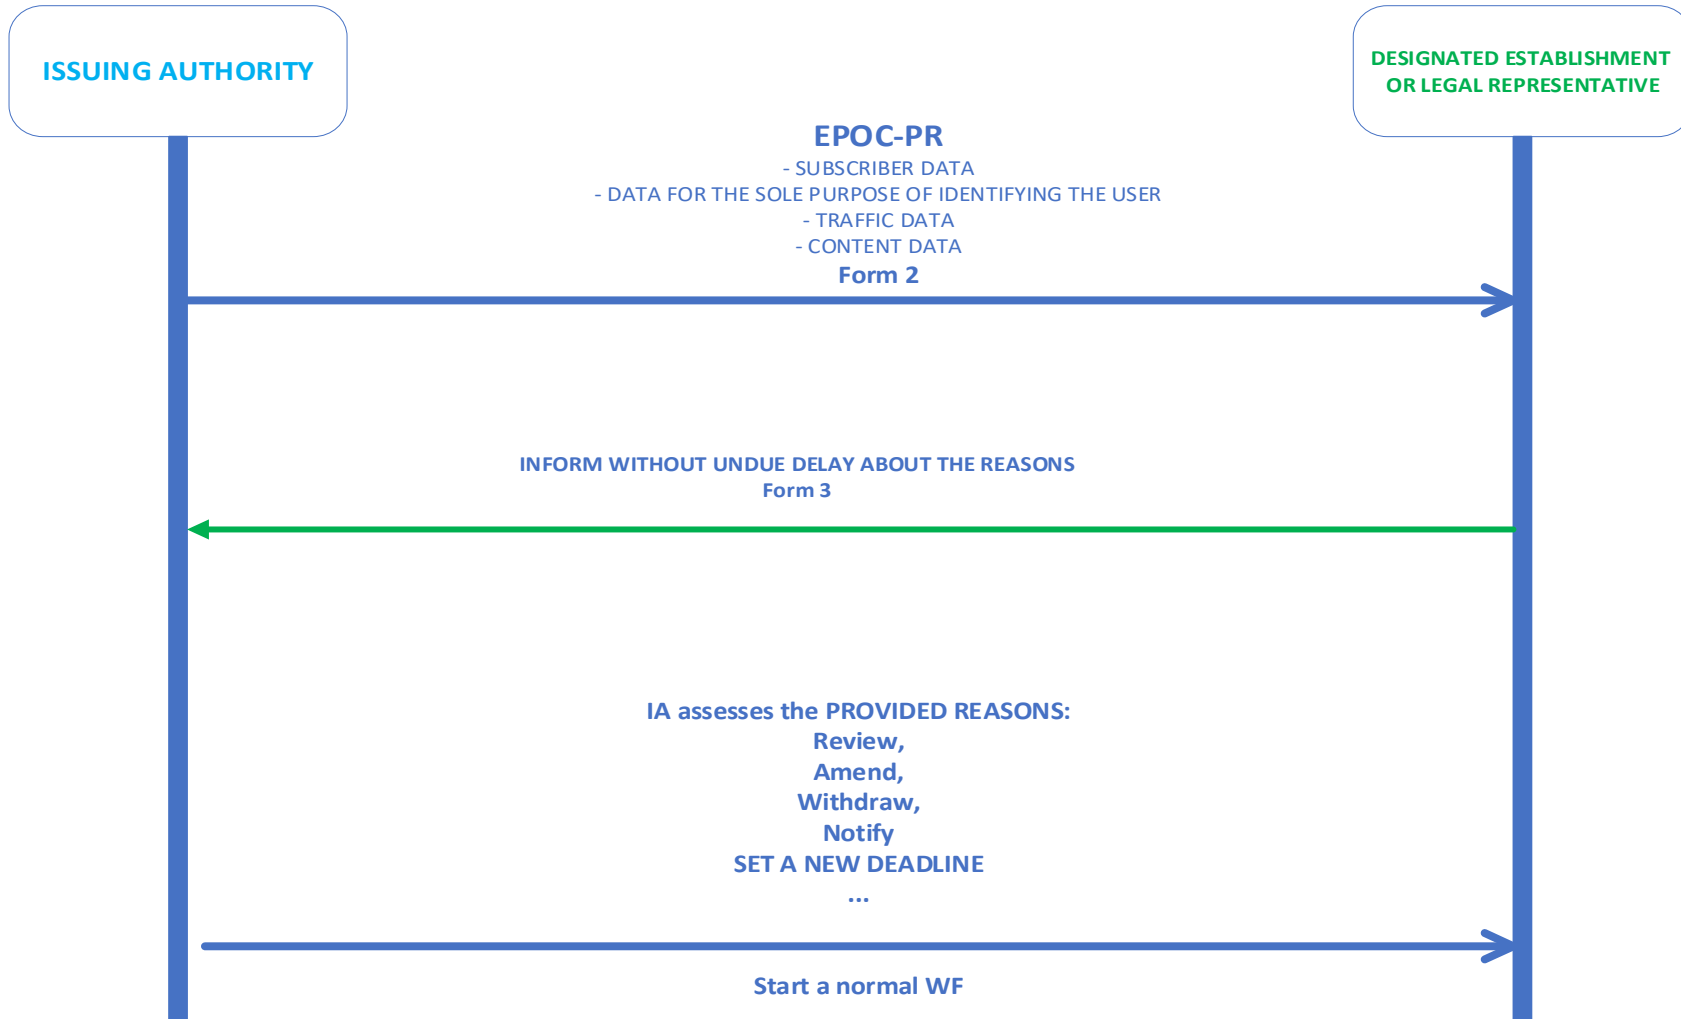 ISSUING AUTHORITY
DESIGNATED ESTABLISHMENT
OR LEGAL REPRESENTATIVE
EPOC-PR
- SUBSCRIBER DATA
- DATA FOR THE SOLE PURPOSE OF IDENTIFYING THE USER
- TRAFFIC DATA
- CONTENT DATA
Form 2
INFORM WITHOUT UNDUE DELAY ABOUT THE REASONS
Form 3
IA assesses the PROVIDED REASONS:
Review,
Amend,
Withdraw,
Notify
SET A NEW DEADLINE
...
Start a normal WF